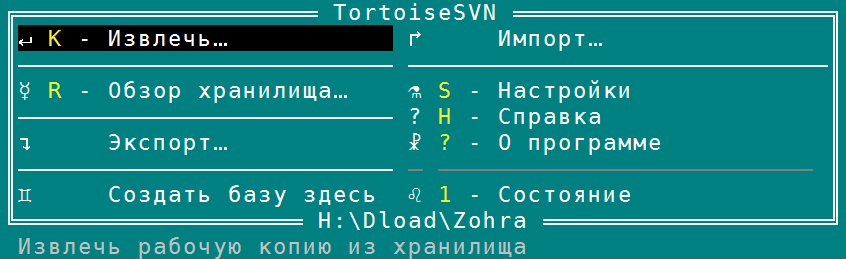 TortoiseSVN
↵ K - Извлечь…
☿ R - Обзор хранилища…
↴ Экспорт…
♊ Создать базу здесь
↱ Импорт…
⚗ S - Настройки
? H - Справка
☧ ? - О программе
♌ 1 - Состояние
H:\Dload\Zohra
Извлечь рабочую копию из хранилища